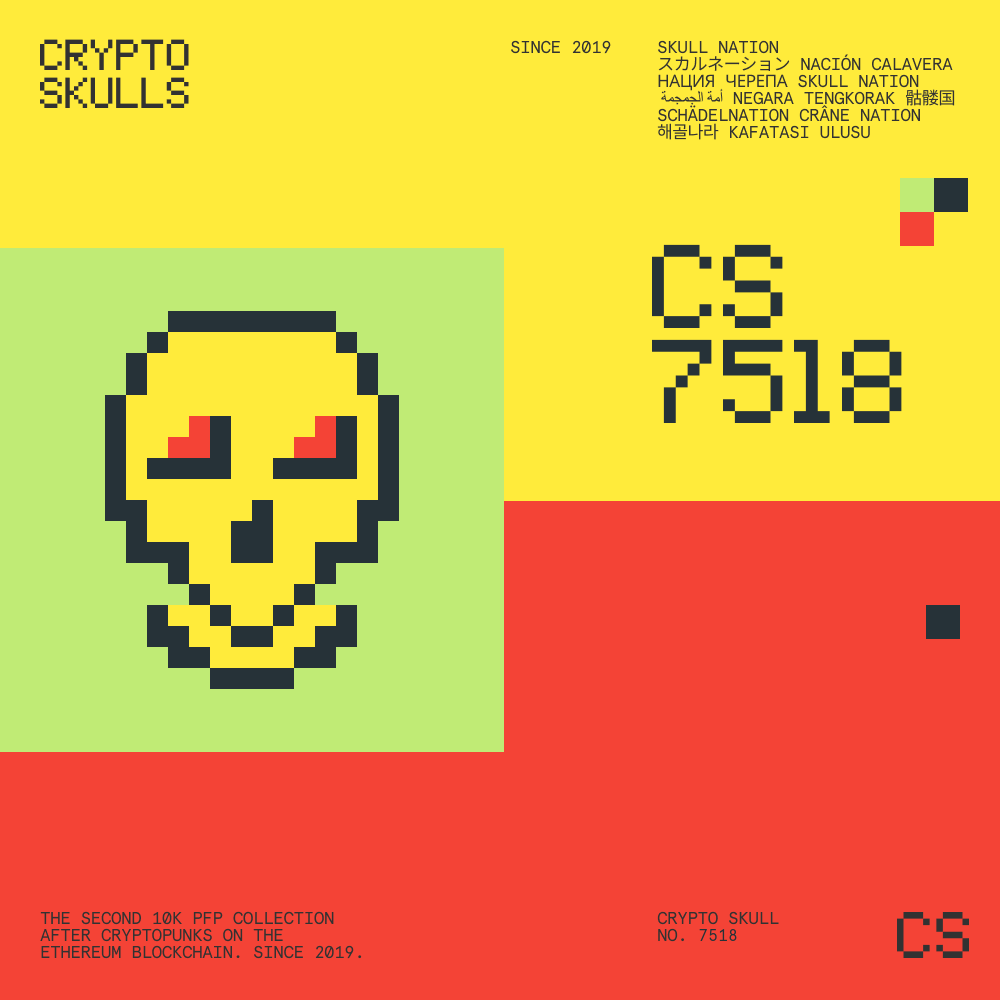 CRYPTO
SKULLS
SINCE 2019
SKULL NATION
スカルネーション NACIÓN CALAVERA
НАЦИЯ ЧЕРЕПА SKULL NATION
أمة الجمجمة NEGARA TENGKORAK 骷髅国
SCHÄDELNATION CRÂNE NATION
해골나라 KAFATASI ULUSU
CS
7518
THE SECOND 10K PFP COLLECTION
AFTER CRYPTOPUNKS ON THE
ETHEREUM BLOCKCHAIN. SINCE 2019.
CRYPTO SKULL
NO. 7518
CS